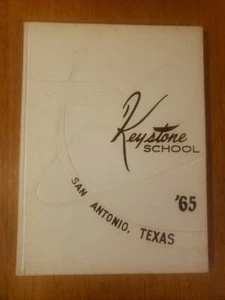 Keystone
SCHOOL
'65
SAN ANTONIO, TEXAS